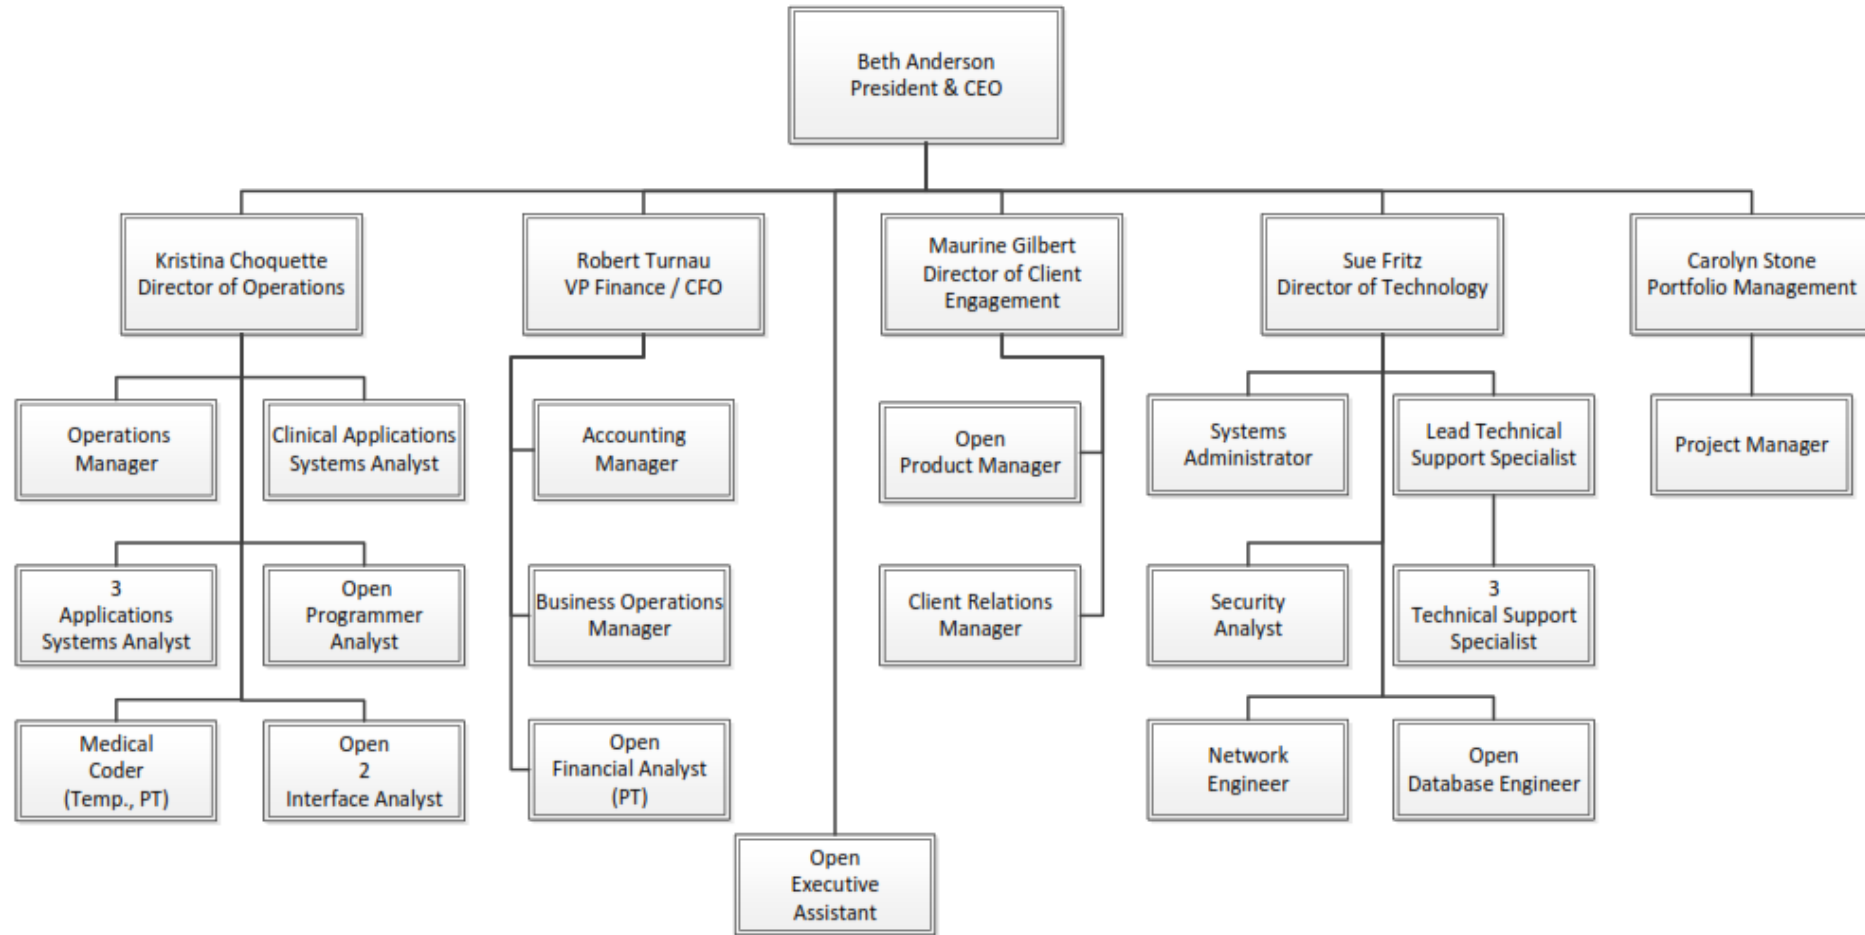 Beth Anderson
President & CEO
Kristina Choquette
Director of Operations
Robert Turnau
VP Finance / CFO
Maurine Gilbert
Director of Client
Engagement
Sue Fritz
Director of Technology
Carolyn Stone
Portfolio Management
Operations
Manager
Clinical Applications
Systems Analyst
Accounting
Manager
Open
Product Manager
Systems
Administrator
Lead Technical
Support Specialist
Project Manager
3
Applications
Systems Analyst
Open
Programmer
Analyst
Business Operations
Manager
Client Relations
Manager
Security
Analyst
3
Technical Support
Specialist
Medical
Coder
(Temp., PT)
Open
2
Interface Analyst
Open
Financial Analyst
(PT)
Network
Engineer
Open
Database Engineer
Open
Executive
Assistant